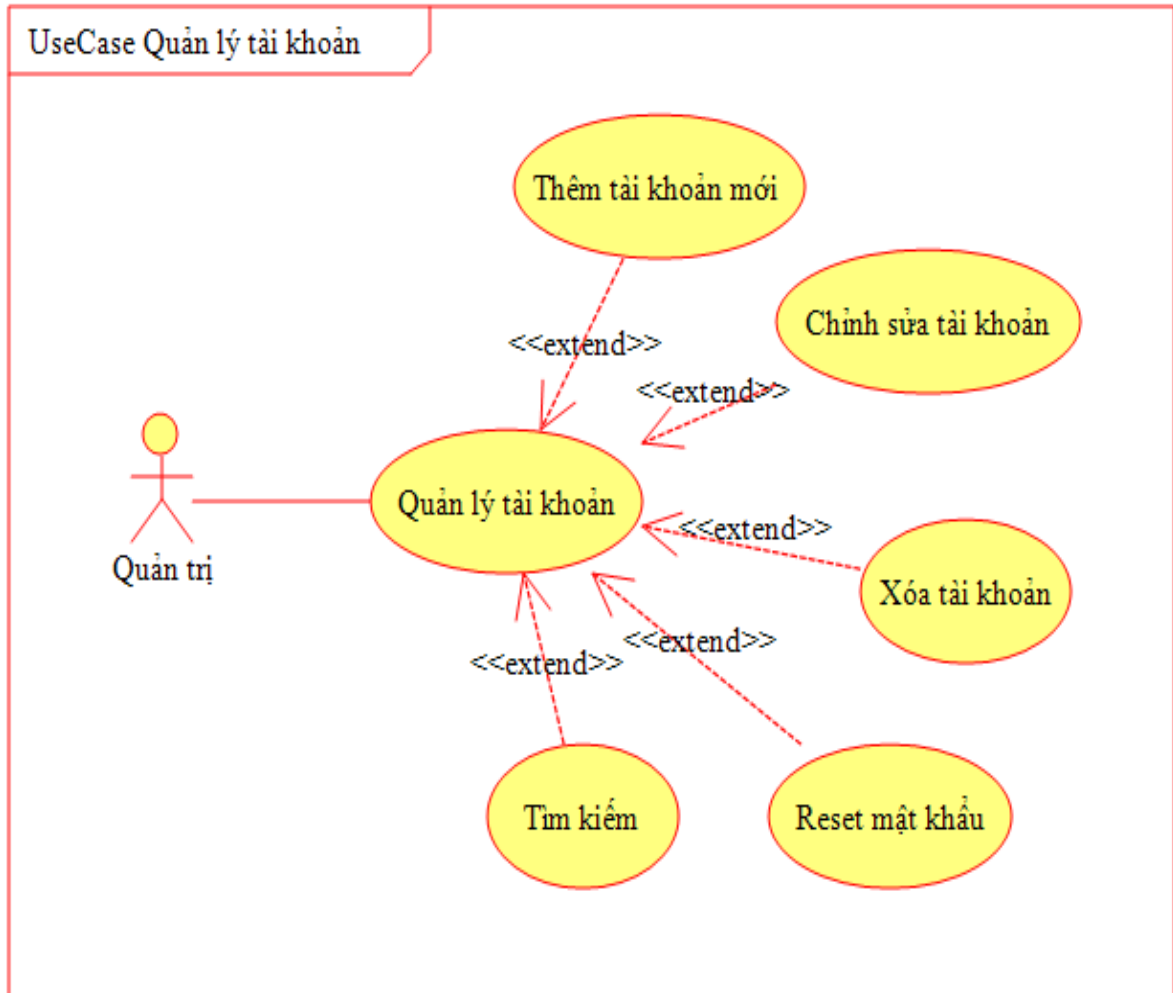 UseCase Quản lý tài khoản
Thêm tài khoản mới
Chỉnh sửa tài khoản
<<extend>>
<<extend>>
Quản lý tài khoản
<<extend>>
Quản trị
Xóa tài khoản
<<extend>>
<<extend>>
Tìm kiếm
Reset mật khẩu